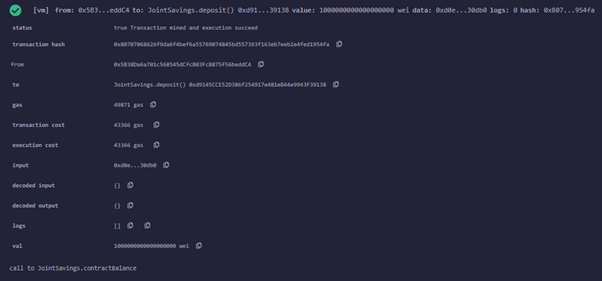 [vm] from: 0x5B3...eddC4 to: JointSavings.deposit() 0xd91...39138 value: 1000000000000000000 wei data: 0xd0e...30db0 logs: 0 hash: 0x807...954fa
status true Transaction mined and execution succeed
transaction hash
from 0x5B38Da6a701c568545dCfcB03FcB875f56beddC4
to JointSavings.deposit() 0xd9145CCE52D386f254917e481eB44e9943F39138
gas 49871 gas
transaction cost 43366 gas
execution cost 43366 gas
input 0xd0e...30db0
decoded input {}
decoded output {}
logs []
val 1000000000000000000 wei
call to JointSavings.contractBalance